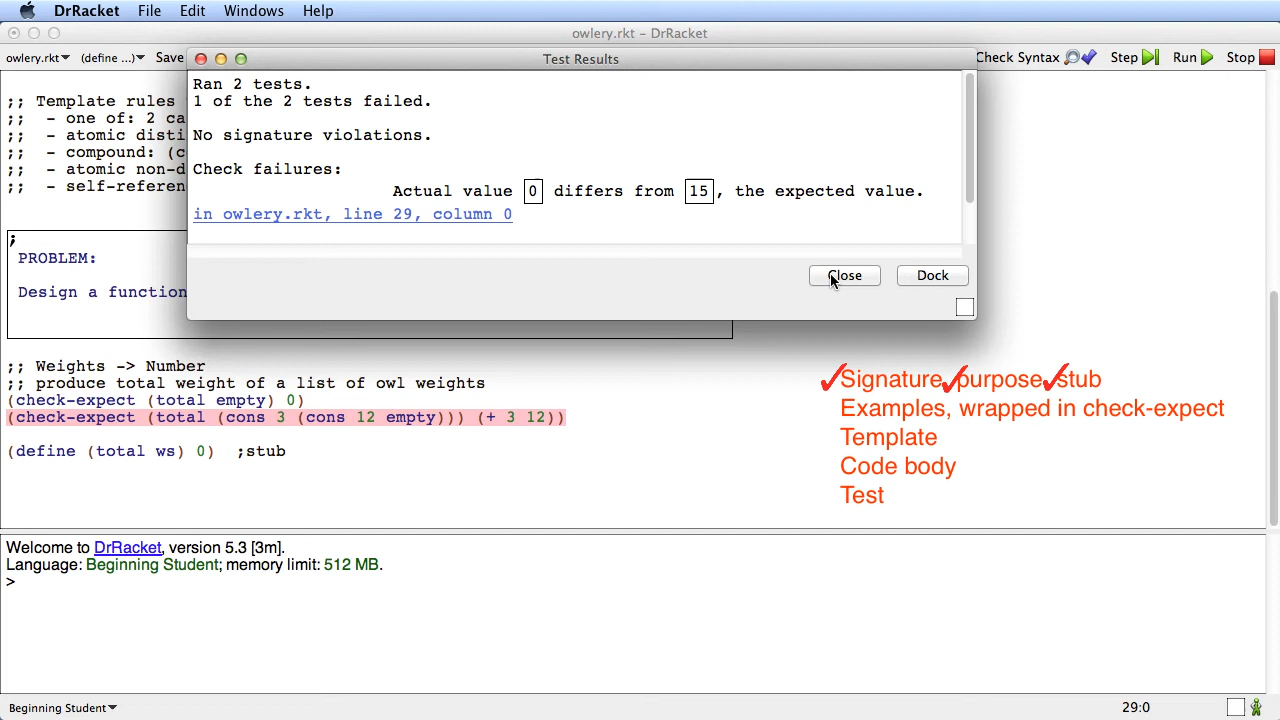 DrRacket File Edit Windows Help
owlery.rkt - DrRacket
owlery.rkt (define ...) Save Check Syntax Step Run Stop
Test Results
Ran 2 tests.
1 of the 2 tests failed.
No signature violations.
Check failures:
Actual value 0 differs from 15, the expected value.
in owlery.rkt, line 29, column 0
Close Dock
;; Template rules
;; - one of: 2 ca
;; - atomic disti
;; - compound: (c
;; - atomic non-d
;; - self-referen
;
PROBLEM:
Design a function
;; Weights -> Number
;; produce total weight of a list of owl weights
(check-expect (total empty) 0)
(check-expect (total (cons 3 (cons 12 empty))) (+ 3 12))
(define (total ws) 0) ;stub
Signature, purpose, stub
Examples, wrapped in check-expect
Template
Code body
Test
Welcome to DrRacket, version 5.3 [3m].
Language: Beginning Student; memory limit: 512 MB.
>
Beginning Student 29:0